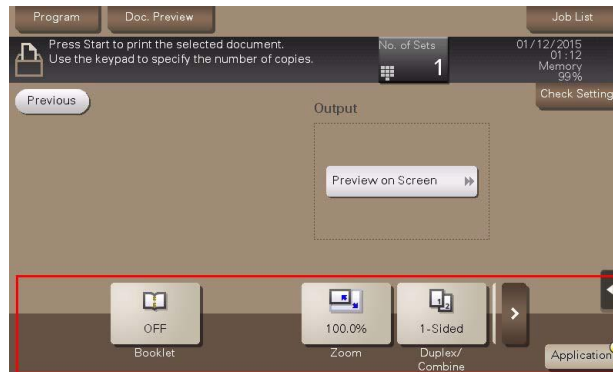 Program
Doc. Preview
Job List
Press Start to print the selected document.
Use the keypad to specify the number of copies.
No. of Sets
1
01/12/2015
01:12
Memory
99%
Previous
Check Setting
Output
Preview on Screen
OFF
100.0%
1-Sided
Booklet
Zoom
Duplex/
Combine
Application